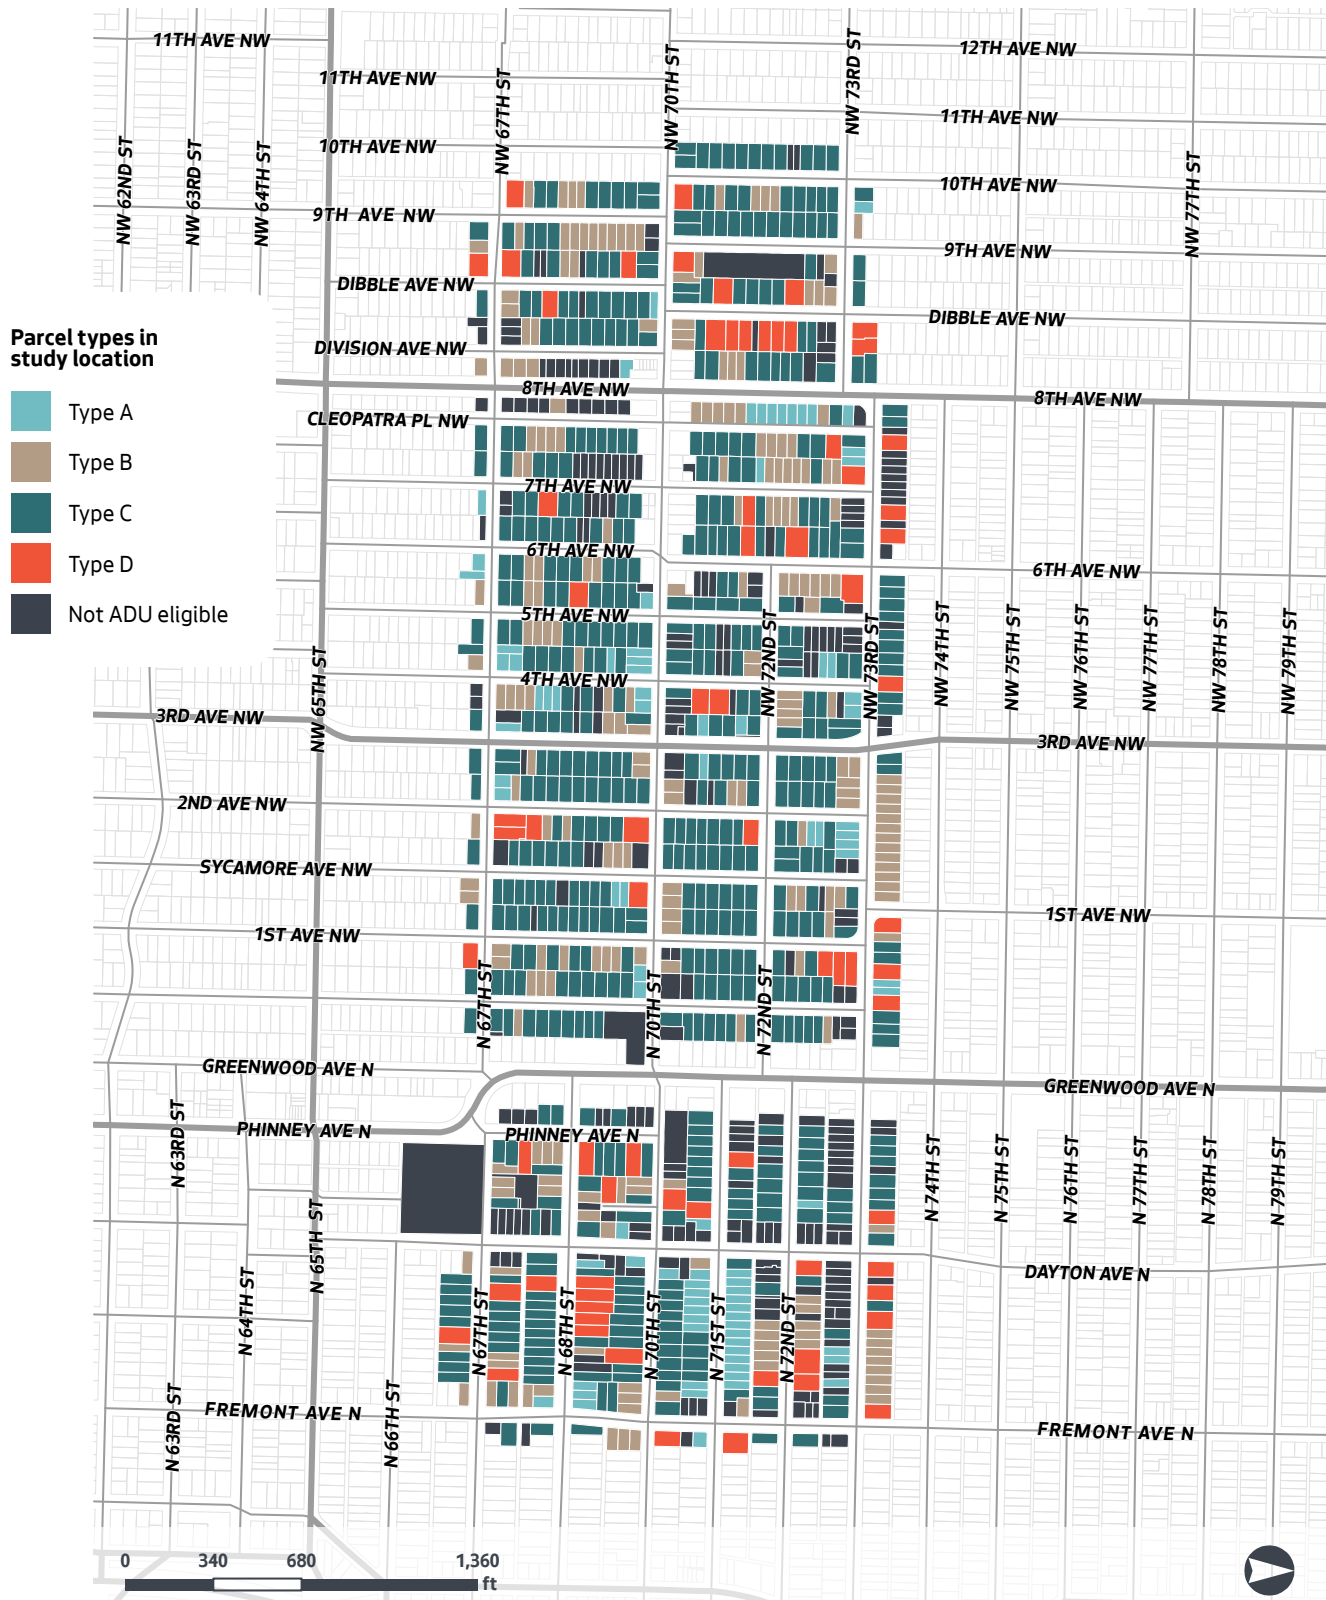 11TH AVE NW
12TH AVE NW
11TH AVE NW
NW 67TH ST
NW 70TH ST
NW 73RD ST
11TH AVE NW
10TH AVE NW
NW 62ND ST
NW 63RD ST
NW 64TH ST
10TH AVE NW
NW 77TH ST
9TH AVE NW
9TH AVE NW
DIBBLE AVE NW
DIBBLE AVE NW
DIVISION AVE NW
8TH AVE NW
8TH AVE NW
CLEOPATRA PL NW
Parcel types in
study location
Type A
Type B
Type C
Type D
Not ADU eligible
7TH AVE NW
6TH AVE NW
6TH AVE NW
5TH AVE NW
4TH AVE NW
NW 65TH ST
NW 72ND ST
NW 73RD ST
NW 74TH ST
NW 75TH ST
NW 76TH ST
NW 77TH ST
NW 78TH ST
NW 79TH ST
3RD AVE NW
3RD AVE NW
2ND AVE NW
SYCAMORE AVE NW
1ST AVE NW
1ST AVE NW
N 67TH ST
N 70TH ST
N 72ND ST
GREENWOOD AVE N
GREENWOOD AVE N
PHINNEY AVE N
PHINNEY AVE N
N 63RD ST
N 65TH ST
N 74TH ST
N 75TH ST
N 76TH ST
N 77TH ST
N 78TH ST
N 79TH ST
DAYTON AVE N
N 64TH ST
N 67TH ST
N 68TH ST
N 70TH ST
N 71ST ST
N 72ND ST
N 63RD ST
N 66TH ST
FREMONT AVE N
FREMONT AVE N
0 340 680 1,360
ft